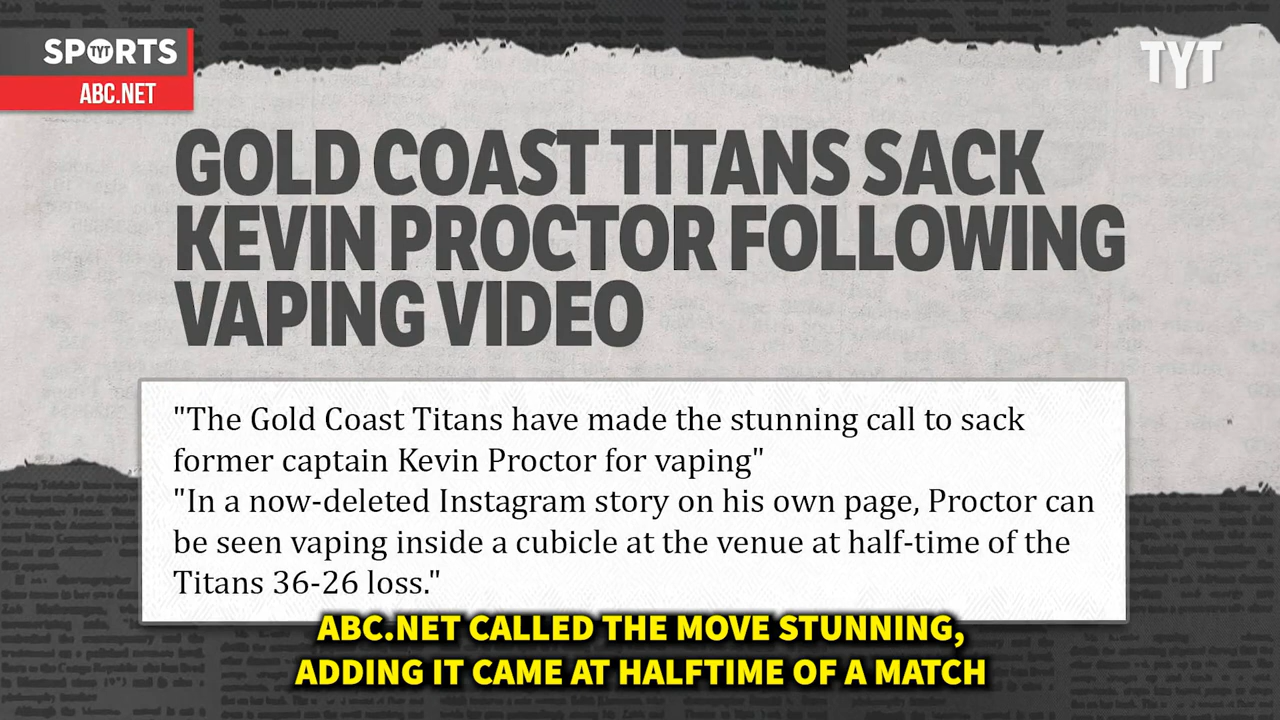 SPORTS
TYT
ABC.NET
TYT
GOLD COAST TITANS SACK
KEVIN PROCTOR FOLLOWING
VAPING VIDEO
"The Gold Coast Titans have made the stunning call to sack
former captain Kevin Proctor for vaping"
"In a now-deleted Instagram story on his own page, Proctor can
be seen vaping inside a cubicle at the venue at half-time of the
Titans 36-26 loss."
ABC.NET CALLED THE MOVE STUNNING,
ADDING IT CAME AT HALFTIME OF A MATCH